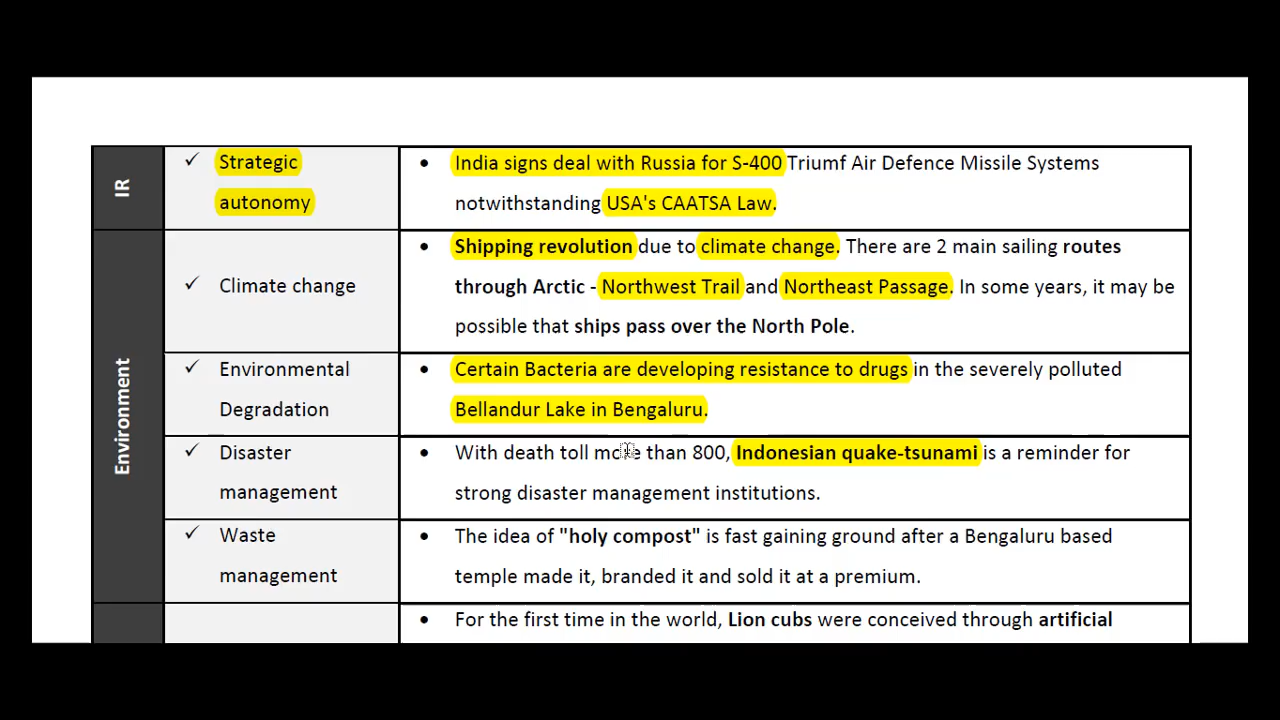 IR
✓ Strategic
autonomy
• India signs deal with Russia for S-400 Triumf Air Defence Missile Systems
notwithstanding USA's CAATSA Law.
Environment
✓ Climate change
• Shipping revolution due to climate change. There are 2 main sailing routes
through Arctic - Northwest Trail and Northeast Passage. In some years, it may be
possible that ships pass over the North Pole.
✓ Environmental
Degradation
• Certain Bacteria are developing resistance to drugs in the severely polluted
Bellandur Lake in Bengaluru.
✓ Disaster
management
• With death toll more than 800, Indonesian quake-tsunami is a reminder for
strong disaster management institutions.
✓ Waste
management
• The idea of "holy compost" is fast gaining ground after a Bengaluru based
temple made it, branded it and sold it at a premium.
• For the first time in the world, Lion cubs were conceived through artificial